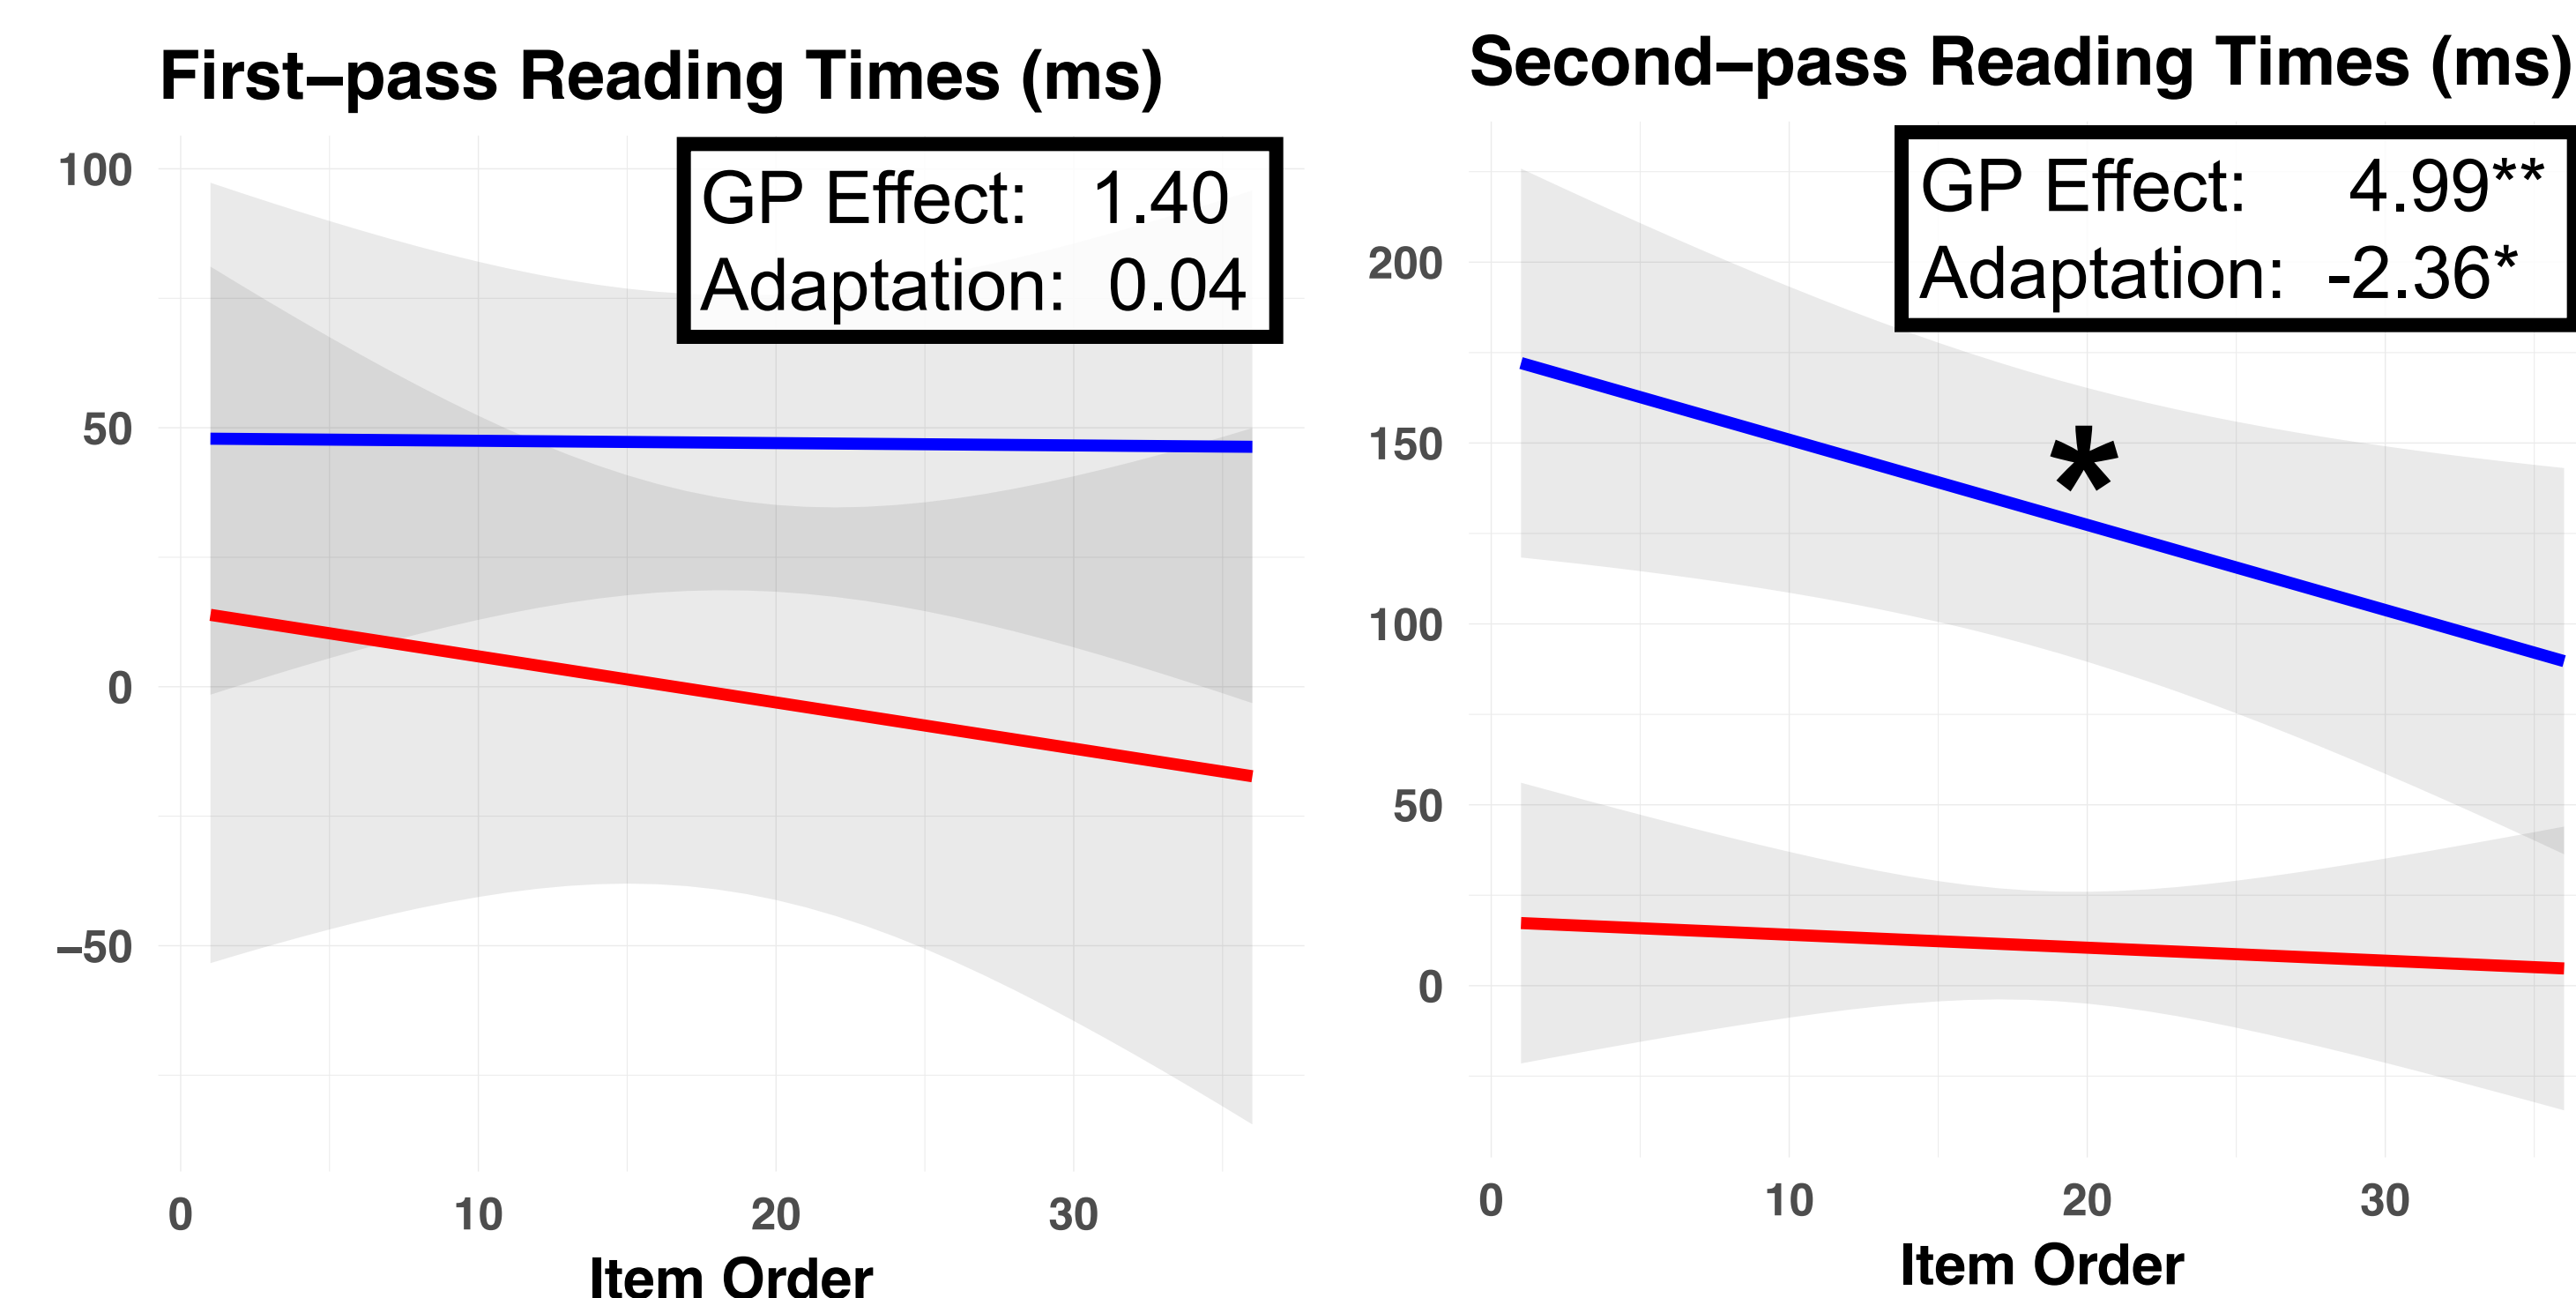 First–pass Reading Times (ms)
GP Effect: 1.40
Adaptation: 0.04
100
50
0
–50
0 10 20 30
Item Order
Second–pass Reading Times (ms)
GP Effect: 4.99**
Adaptation: -2.36*
200
150
*
100
50
0
0 10 20 30
Item Order